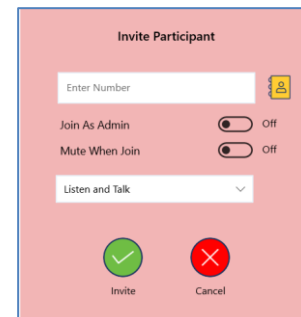 Invite Participant
Enter Number
Join As Admin Off
Mute When Join Off
Listen and Talk
Invite Cancel